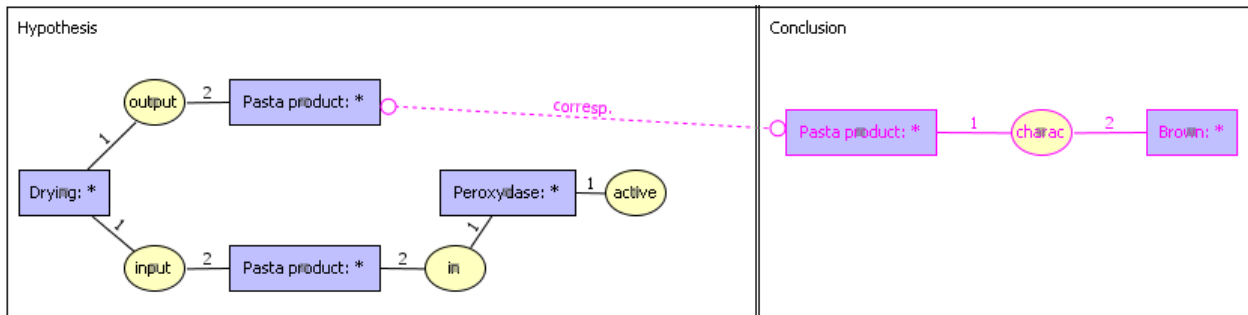 Hypothesis
Conclusion
output
2
Pasta product: *
corresp.
Pasta product: *
1
charac
2
Brown: *
1
Drying: *
Peroxydase: *
1
active
1
1
input
2
Pasta product: *
2
in